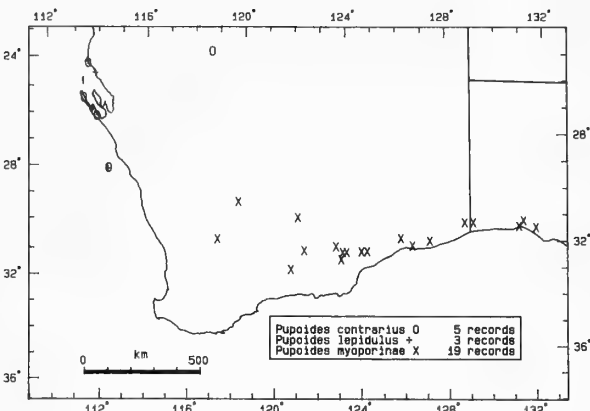 112° 120° 124° 128° 132°
24° 24°
28° 28°
32° 32°
Pupoides contrarius O 5 records
Pupoides lepidulus + 3 records
Pupoides myoporinae X 19 records
0 km 500
36° 36°
112° 116° 120° 124° 128° 132°